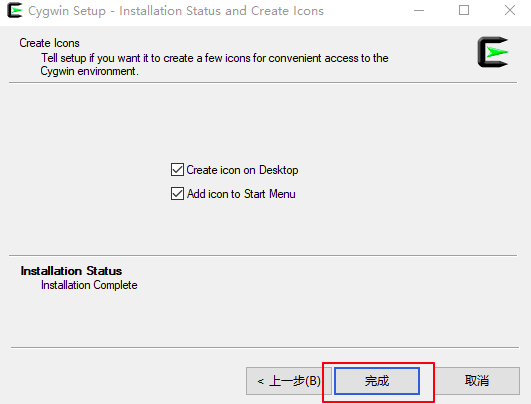 Cygwin Setup - Installation Status and Create Icons
Create Icons
Tell setup if you want it to create a few icons for convenient access to the
Cygwin environment.
Create icon on Desktop
Add icon to Start Menu
Installation Status
Installation Complete
< 上一步(B)
完成
取消